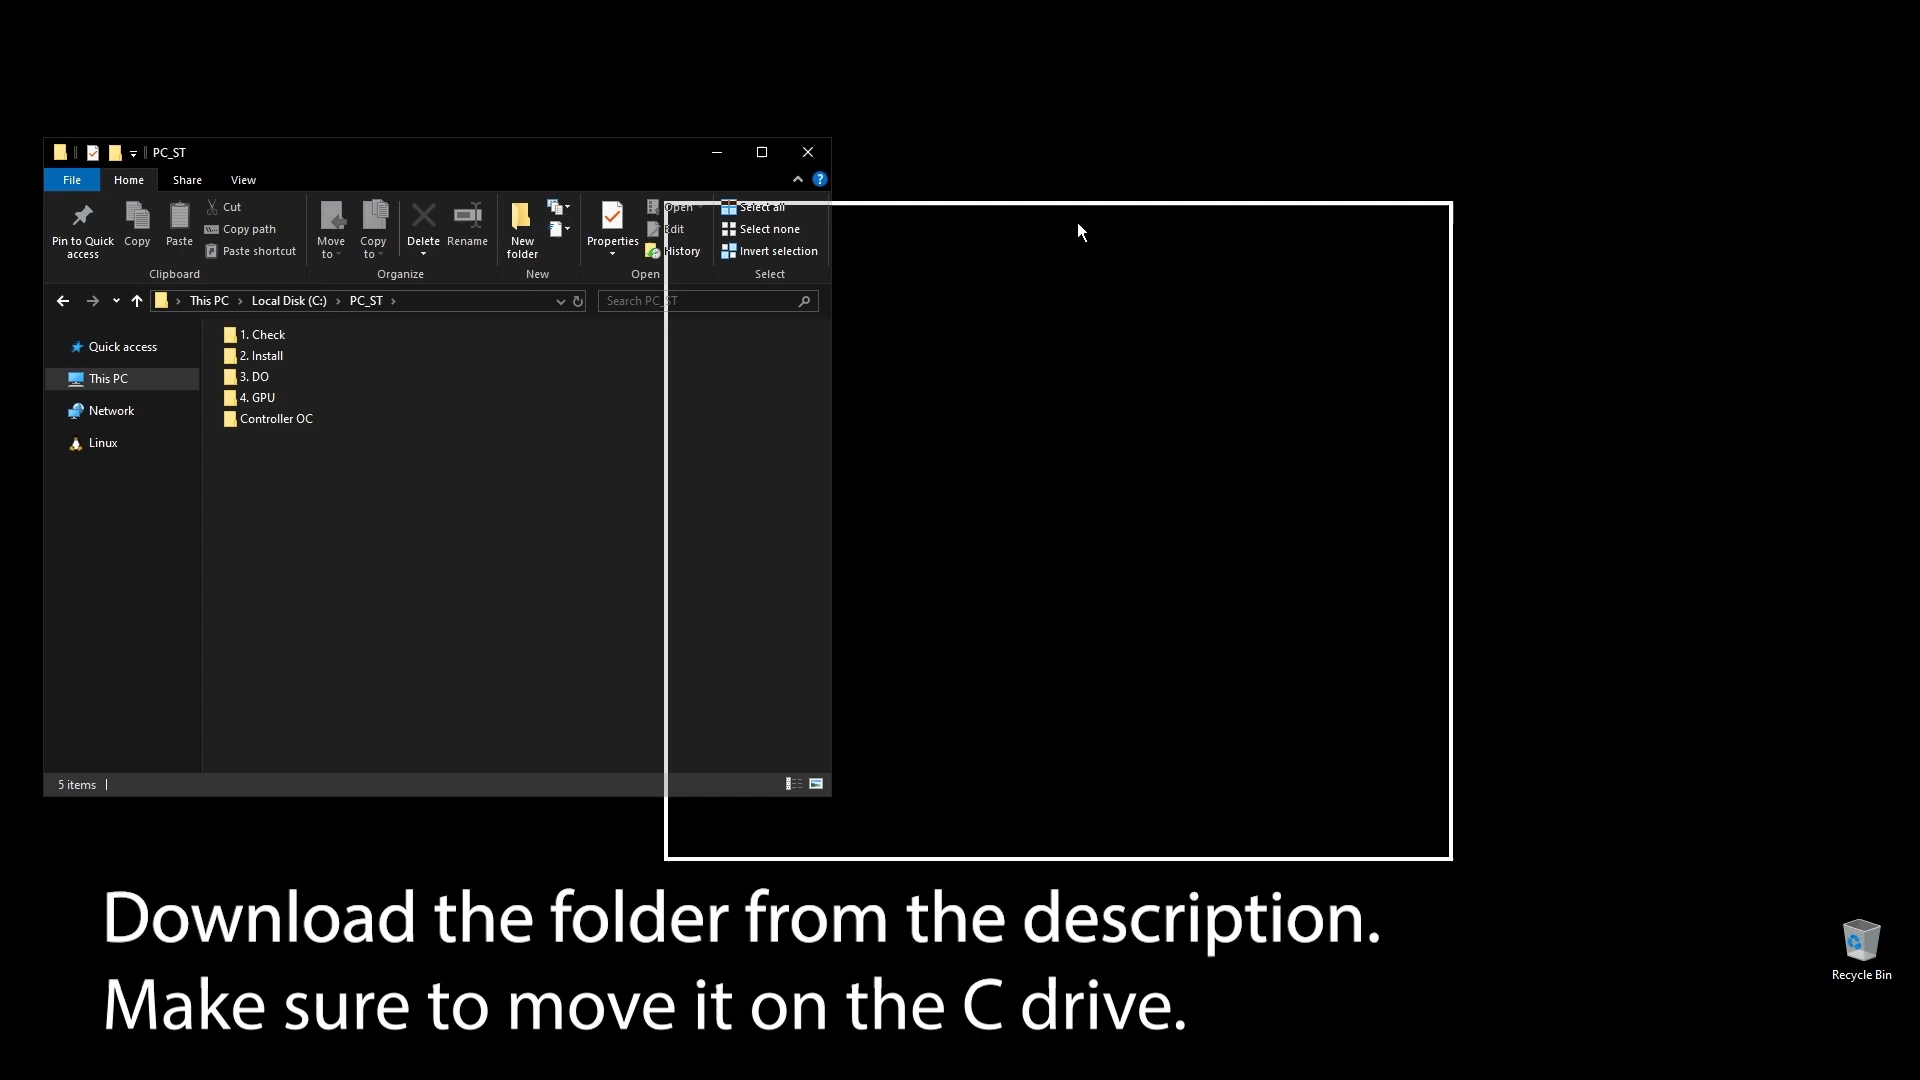 PC_ST
File Home Share View
Pin to Quick access
Copy
Paste
Cut
Copy path
Paste shortcut
Clipboard
Move to
Copy to
Delete
Rename
Organize
New folder
New
Properties
Open
Edit
History
Open
Select all
Select none
Invert selection
Select
This PC Local Disk (C:) PC_ST
Search PC_ST
Quick access
This PC
Network
Linux
1. Check
2. Install
3. DO
4. GPU
Controller OC
5 items
Download the folder from the description.
Make sure to move it on the C drive.
Recycle Bin